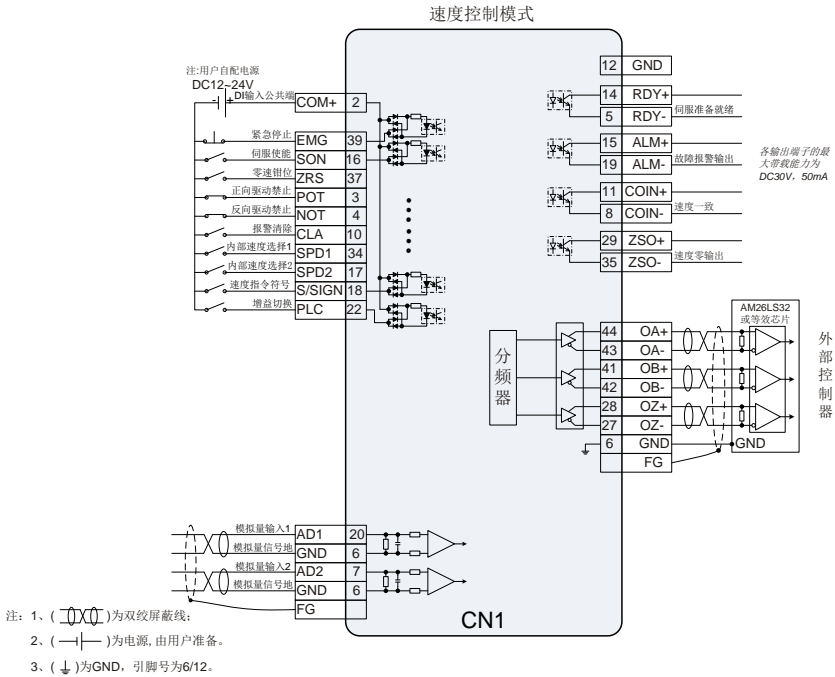 速度控制模式
注:用户自配电源
DC12~24V
- + DI输入公共端 COM+ 2
紧急停止 EMG 39
伺服使能 SON 16
零速钳位 ZRS 37
正向驱动禁止 POT 3
反向驱动禁止 NOT 4
报警清除 CLA 10
内部速度选择1 SPD1 34
内部速度选择2 SPD2 17
速度指令符号 S/SIGN 18
增益切换 PLC 22
12 GND
14 RDY+
5 RDY- 伺服准备就绪
15 ALM+
19 ALM- 故障报警输出
11 COIN+
8 COIN- 速度一致
29 ZSO+
35 ZSO- 速度零输出
各输出端子的最
大带载能力为
DC30V，50mA
AM26LS32
或等效芯片
分频器
44 OA+
43 OA-
41 OB+
42 OB-
28 OZ+
27 OZ-
6 GND GND
FG
外部控制器
模拟量输入1 AD1 20
模拟量信号地 GND 6
模拟量输入2 AD2 7
模拟量信号地 GND 6
FG
CN1
注：1、( )为双绞屏蔽线；
2、( )为电源,由用户准备。
3、( )为GND，引脚号为6/12。